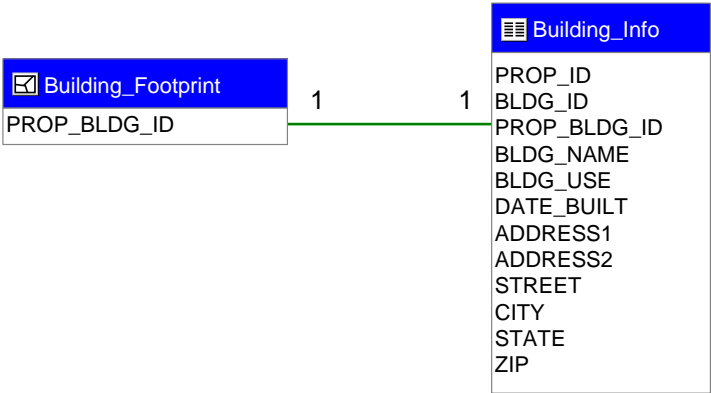 Building_Footprint
PROP_BLDG_ID
1
1
Building_Info
PROP_ID
BLDG_ID
PROP_BLDG_ID
BLDG_NAME
BLDG_USE
DATE_BUILT
ADDRESS1
ADDRESS2
STREET
CITY
STATE
ZIP